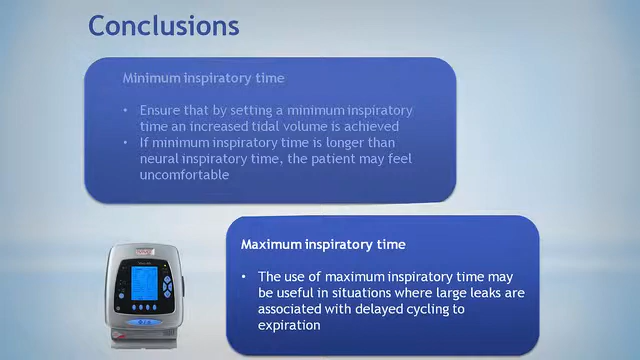 Conclusions
Minimum inspiratory time
• Ensure that by setting a minimum inspiratory
time an increased tidal volume is achieved
• If minimum inspiratory time is longer than
neural inspiratory time, the patient may feel
uncomfortable
Maximum inspiratory time
• The use of maximum inspiratory time may
be useful in situations where large leaks are
associated with delayed cycling to
expiration